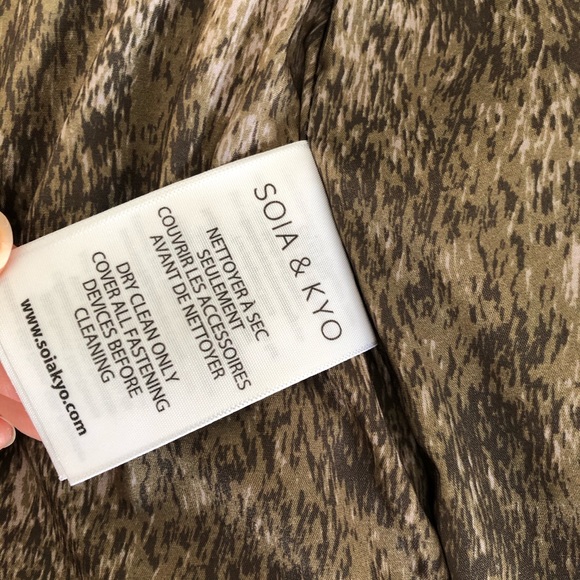 SOIA & KYO
NETTOYER À SEC
SEULEMENT
COUVRIR LES ACCESSOIRES
AVANT DE NETTOYER
DRY CLEAN ONLY
COVER ALL FASTENING
DEVICES BEFORE
CLEANING
www.soiakyo.com